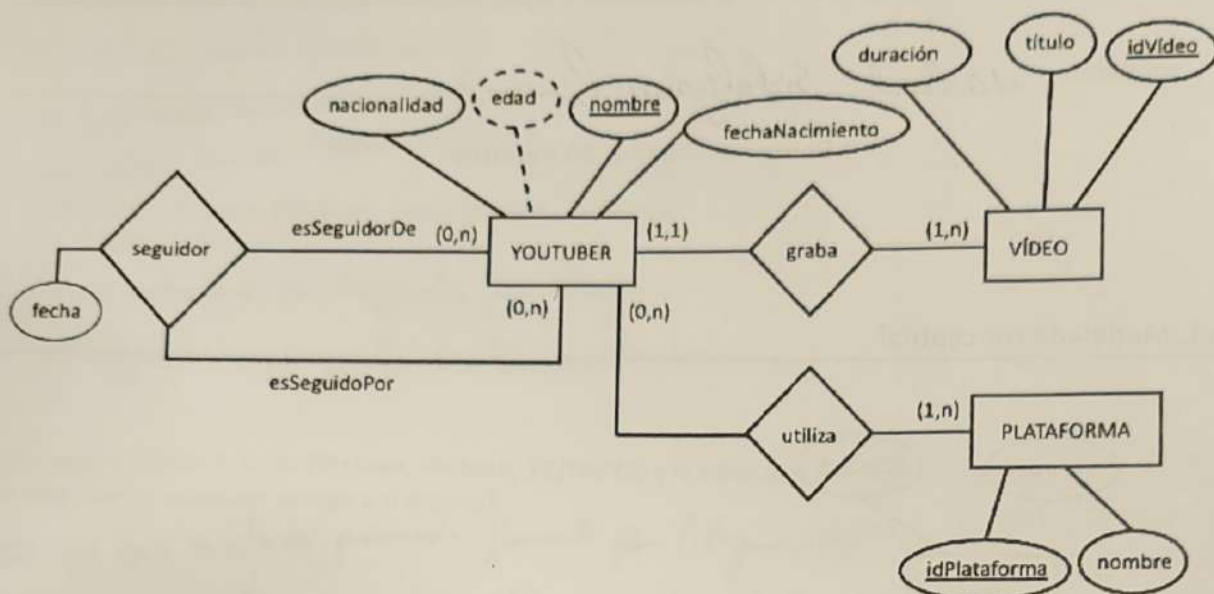 duración
título
idVídeo
nacionalidad
edad
nombre
fechaNacimiento
seguidor
esSeguidorDe
(0,n)
YOUTUBER
(1,1)
graba
(1,n)
VÍDEO
fecha
(0,n)
(0,n)
esSeguidoPor
utiliza
(1,n)
PLATAFORMA
idPlataforma
nombre